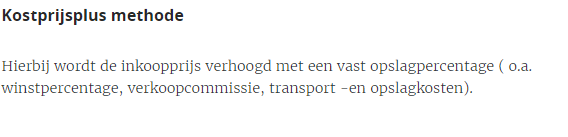 Kostprijsplus methode
Hierbij wordt de inkoopprijs verhoogd met een vast opslagpercentage ( o.a.
winstpercentage, verkoopcommissie, transport -en opslagkosten).